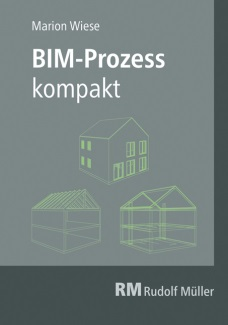 Marion Wiese
BIM-Prozess
kompakt
RM Rudolf Müller